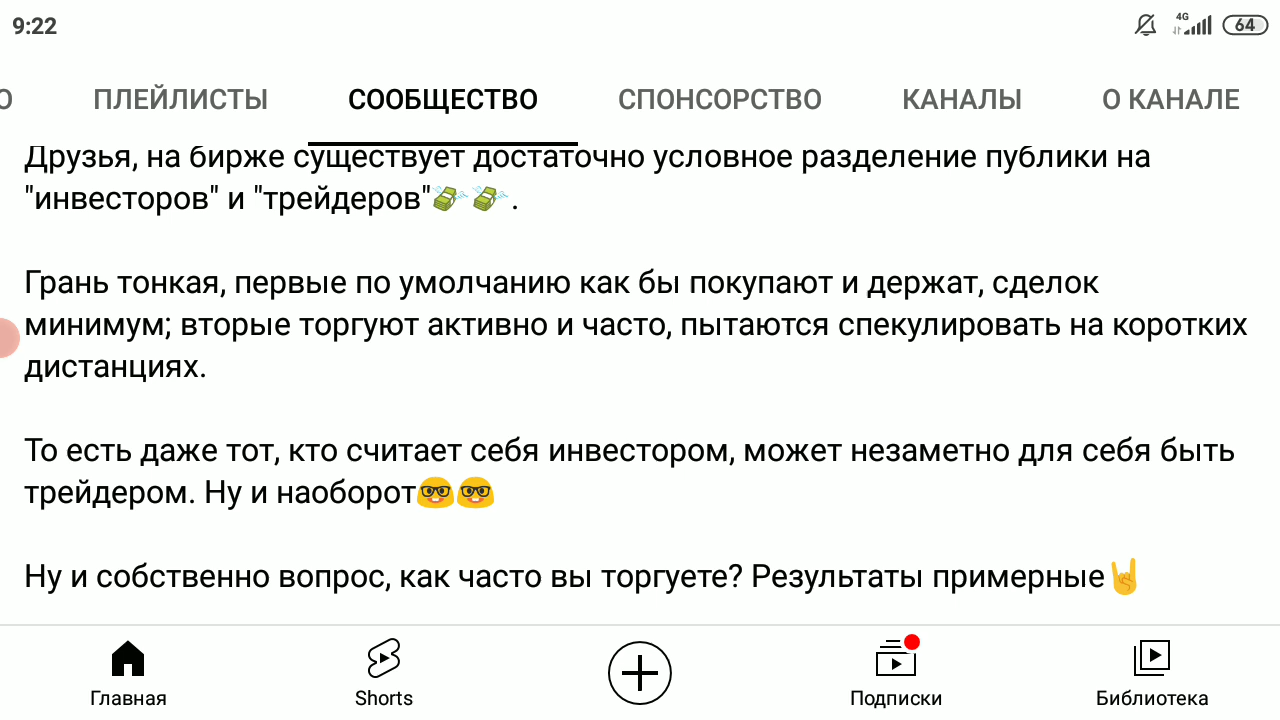 9:22
4G
64
О
ПЛЕЙЛИСТЫ
СООБЩЕСТВО
СПОНСОРСТВО
КАНАЛЫ
О КАНАЛЕ
Друзья, на бирже существует достаточно условное разделение публики на
"инвесторов" и "трейдеров"💸💸.
Грань тонкая, первые по умолчанию как бы покупают и держат, сделок
минимум; вторые торгуют активно и часто, пытаются спекулировать на коротких
дистанциях.
То есть даже тот, кто считает себя инвестором, может незаметно для себя быть
трейдером. Ну и наоборот🤓🤓
Ну и собственно вопрос, как часто вы торгуете? Результаты примерные🤘
Главная
Shorts
Подписки
Библиотека